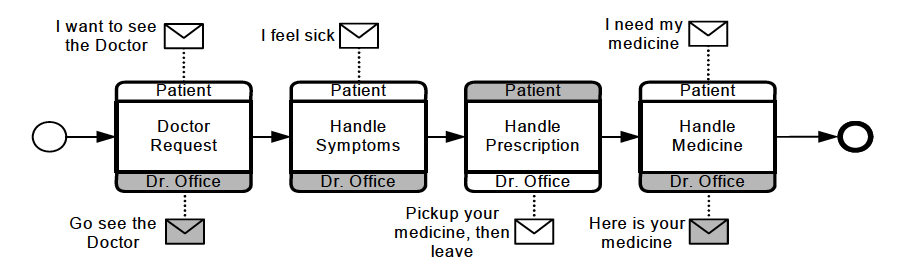 I want to see
the Doctor
I feel sick
I need my
medicine
Patient
Patient
Patient
Patient
Doctor
Request
Handle
Symptoms
Handle
Prescription
Handle
Medicine
Dr. Office
Dr. Office
Dr. Office
Dr. Office
Go see the
Doctor
Pickup your
medicine, then
leave
Here is your
medicine